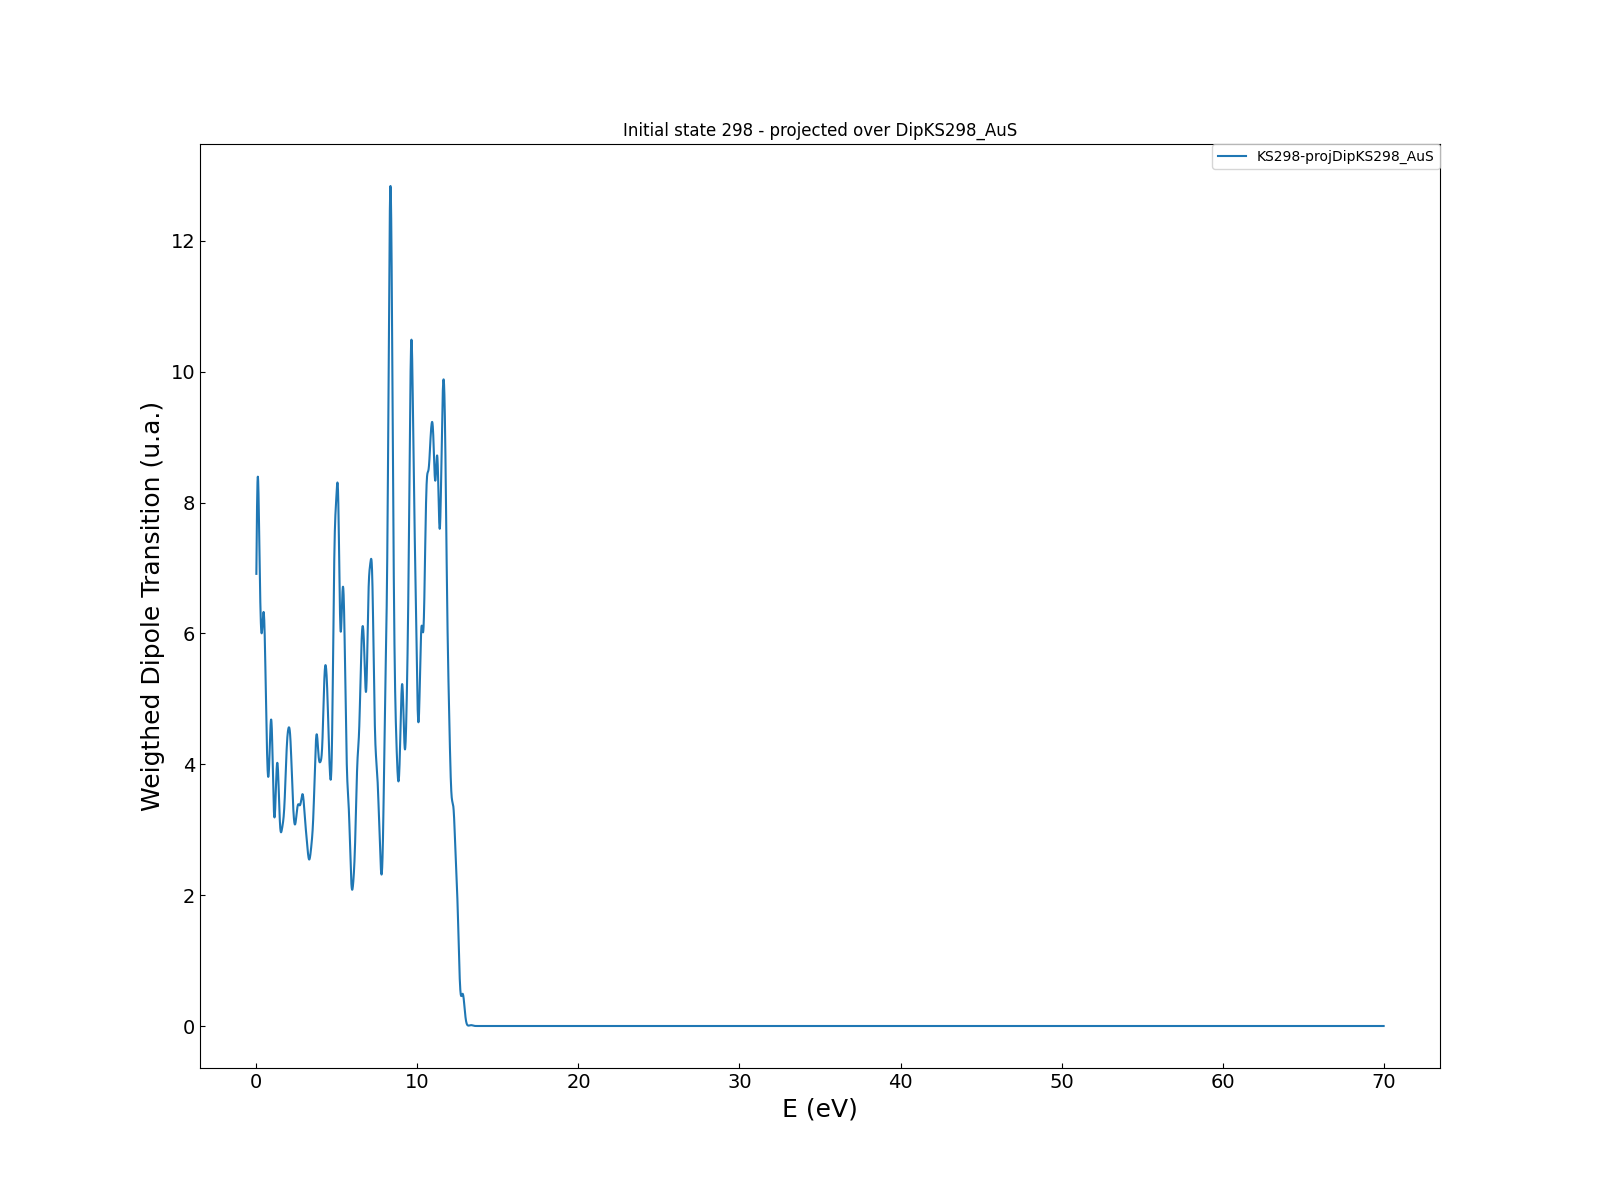 Initial state 298 - projected over DipKS298_AuS
KS298-projDipKS298_AuS
Weigthed Dipole Transition (u.a.)
12
10
8
6
4
2
0
0 10 20 30 40 50 60 70
E (eV)